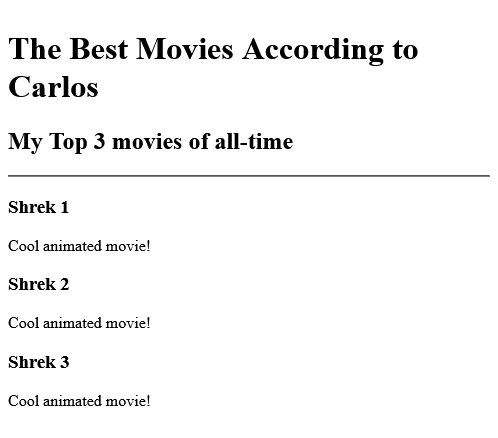 The Best Movies According to
Carlos
My Top 3 movies of all-time
Shrek 1
Cool animated movie!
Shrek 2
Cool animated movie!
Shrek 3
Cool animated movie!